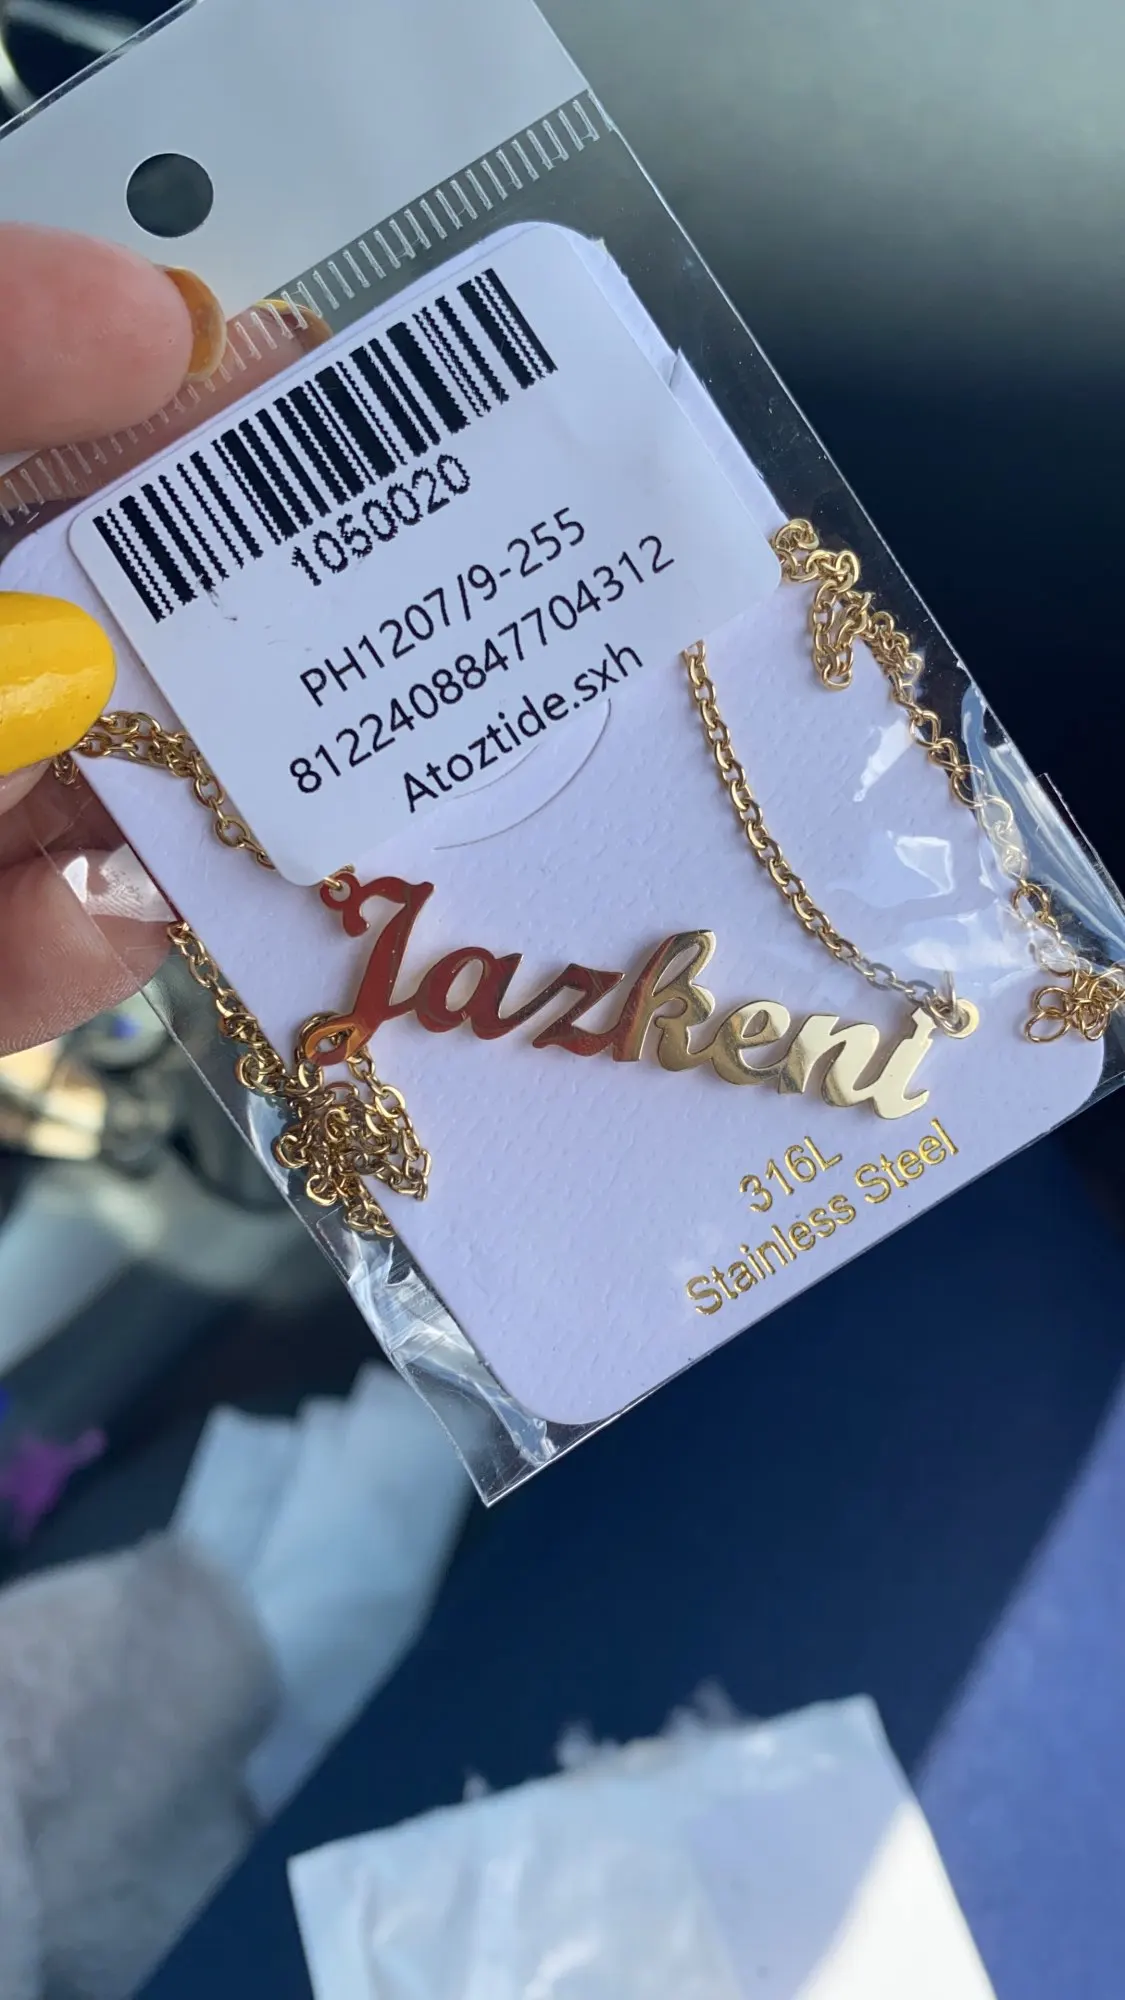 1050020
PH1207/9-255
8122408847704312
Atoztide.sxh
Jazheni
316L
Stainless Steel